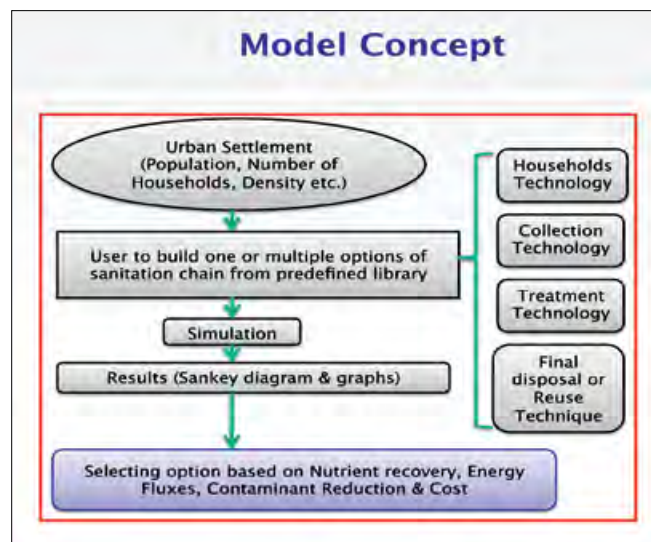 Model Concept
Urban Settlement
(Population, Number of
Households, Density etc.)
User to build one or multiple options of
sanitation chain from predefined library
Simulation
Results (Sankey diagram & graphs)
Selecting option based on Nutrient recovery, Energy
Fluxes, Contaminant Reduction & Cost
Households
Technology
Collection
Technology
Treatment
Technology
Final
disposal or
Reuse
Technique